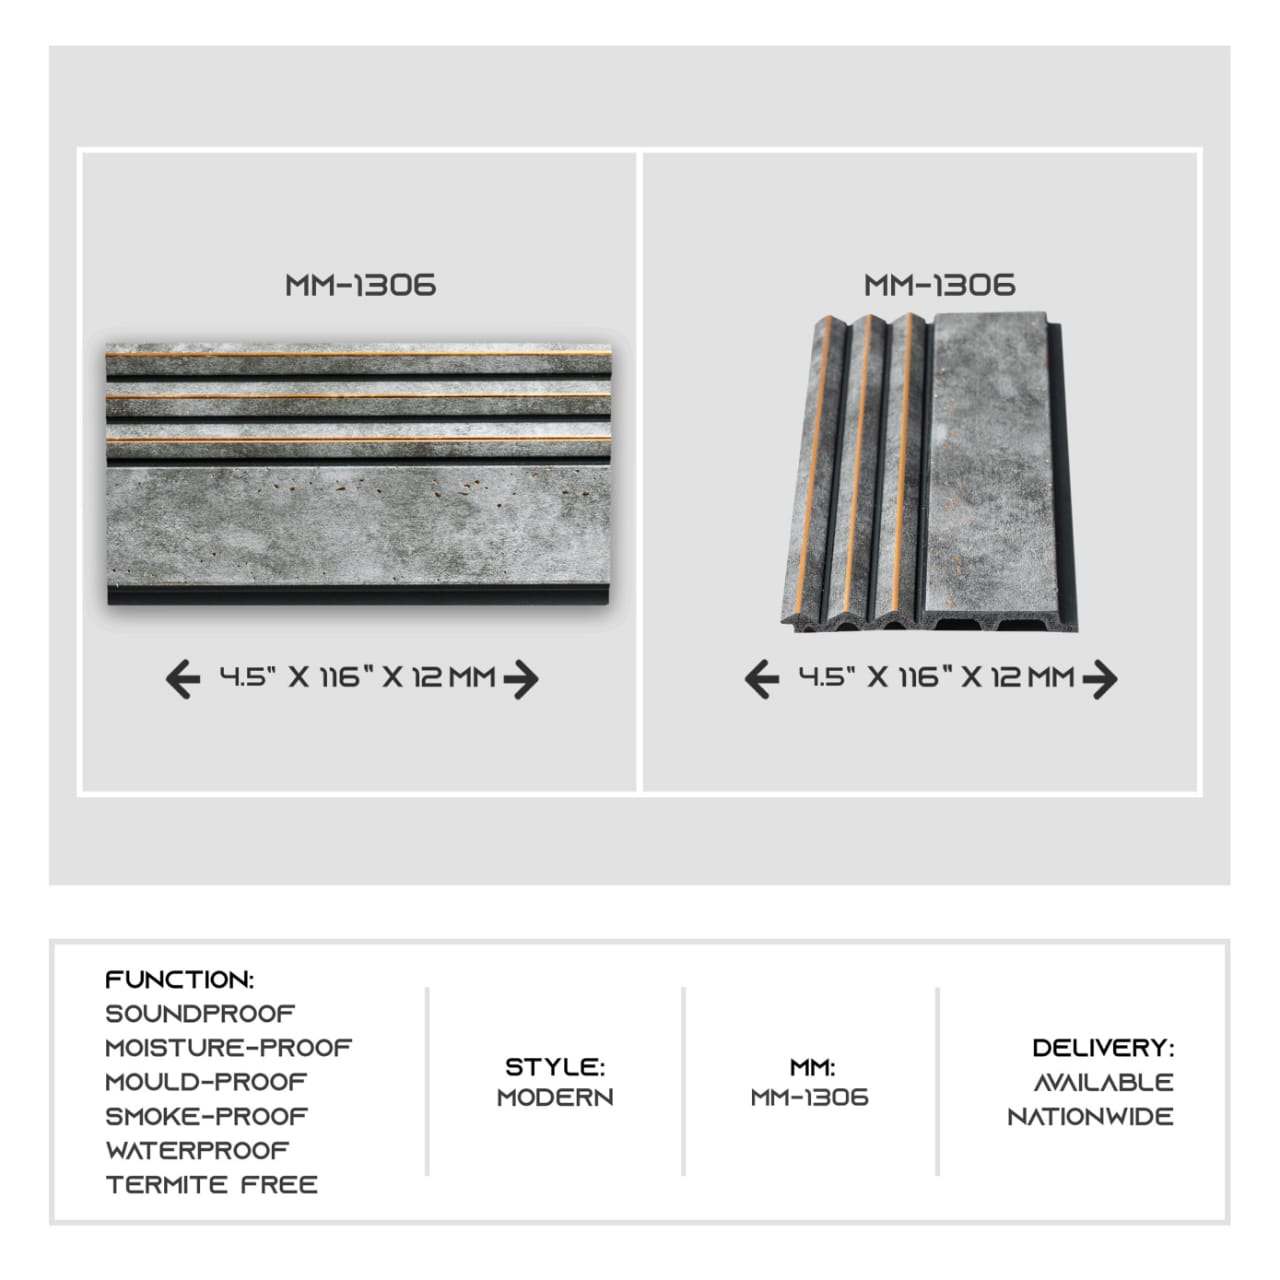 MM-1306
4.5" X 116" X 12 MM
MM-1306
4.5" X 116" X 12 MM
FUNCTION:
SOUNDPROOF
MOISTURE-PROOF
MOULD-PROOF
SMOKE-PROOF
WATERPROOF
TERMITE FREE
STYLE:
MODERN
MM:
MM-1306
DELIVERY:
AVAILABLE
NATIONWIDE